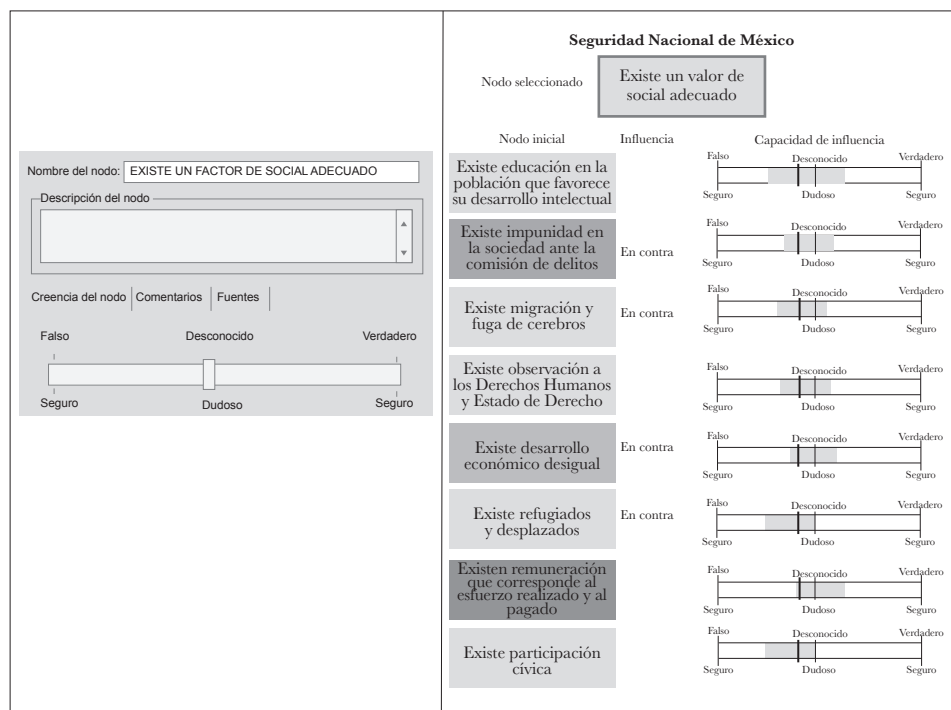 Nombre del nodo: EXISTE UN FACTOR DE SOCIAL ADECUADO
Descripción del nodo
Creencia del nodo Comentarios Fuentes
Falso Desconocido Verdadero
Seguro Dudoso Seguro
Seguridad Nacional de México
Nodo seleccionado
Existe un valor de
social adecuado
Nodo inicial Influencia Capacidad de influencia
Existe educación en la
población que favorece
su desarrollo intelectual
Falso Desconocido Verdadero
Seguro Dudoso Seguro
Existe impunidad en
la sociedad ante la
comisión de delitos
En contra
Falso Desconocido Verdadero
Seguro Dudoso Seguro
Existe migración y
fuga de cerebros
En contra
Falso Desconocido Verdadero
Seguro Dudoso Seguro
Existe observación a
los Derechos Humanos
y Estado de Derecho
Falso Desconocido Verdadero
Seguro Dudoso Seguro
Existe desarrollo
económico desigual
En contra
Falso Desconocido Verdadero
Seguro Dudoso Seguro
Existe refugiados
y desplazados
En contra
Falso Desconocido Verdadero
Seguro Dudoso Seguro
Existen remuneración
que corresponde al
esfuerzo realizado y al
pagado
Falso Desconocido Verdadero
Seguro Dudoso Seguro
Existe participación
cívica
Falso Desconocido Verdadero
Seguro Dudoso Seguro